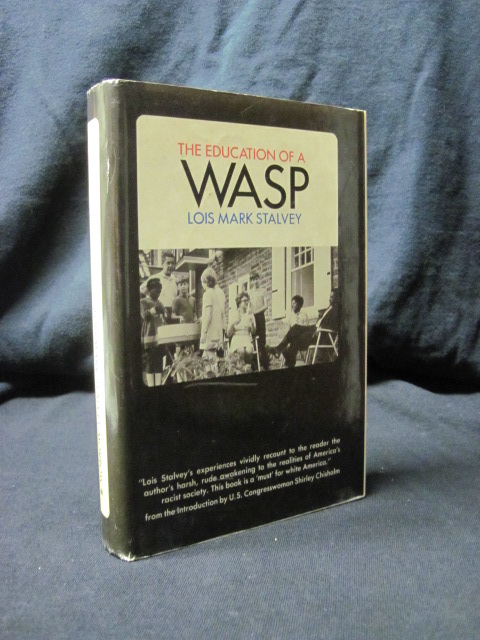 THE EDUCATION OF A
WASP
LOIS MARK STALVEY
"Lois Stalvey's experiences vividly recount to the reader the
author's harsh, rude awakening to the realities of America's
racist society. This book is a 'must' for white America."
from the Introduction by U.S. Congresswoman Shirley Chisholm